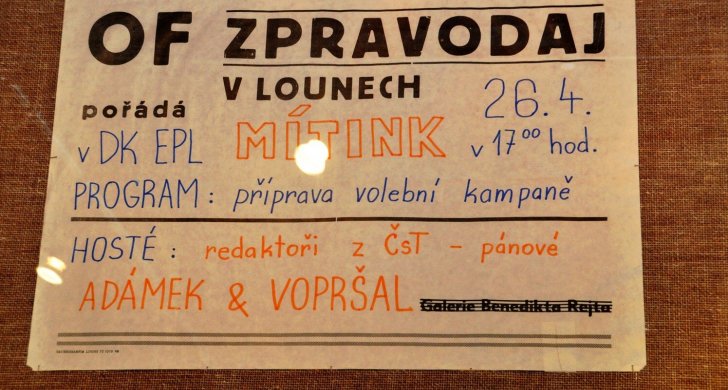 OF ZPRAVODAJ
V LOUNECH
pořádá
26.4.
v DK EPL MÍTINK v 17⁰⁰ hod.
PROGRAM: příprava volební kampaně
HOSTÉ: redaktoři z ČsT - pánové
ADÁMEK & VOPRŠAL Galerie Benedikta Rejta